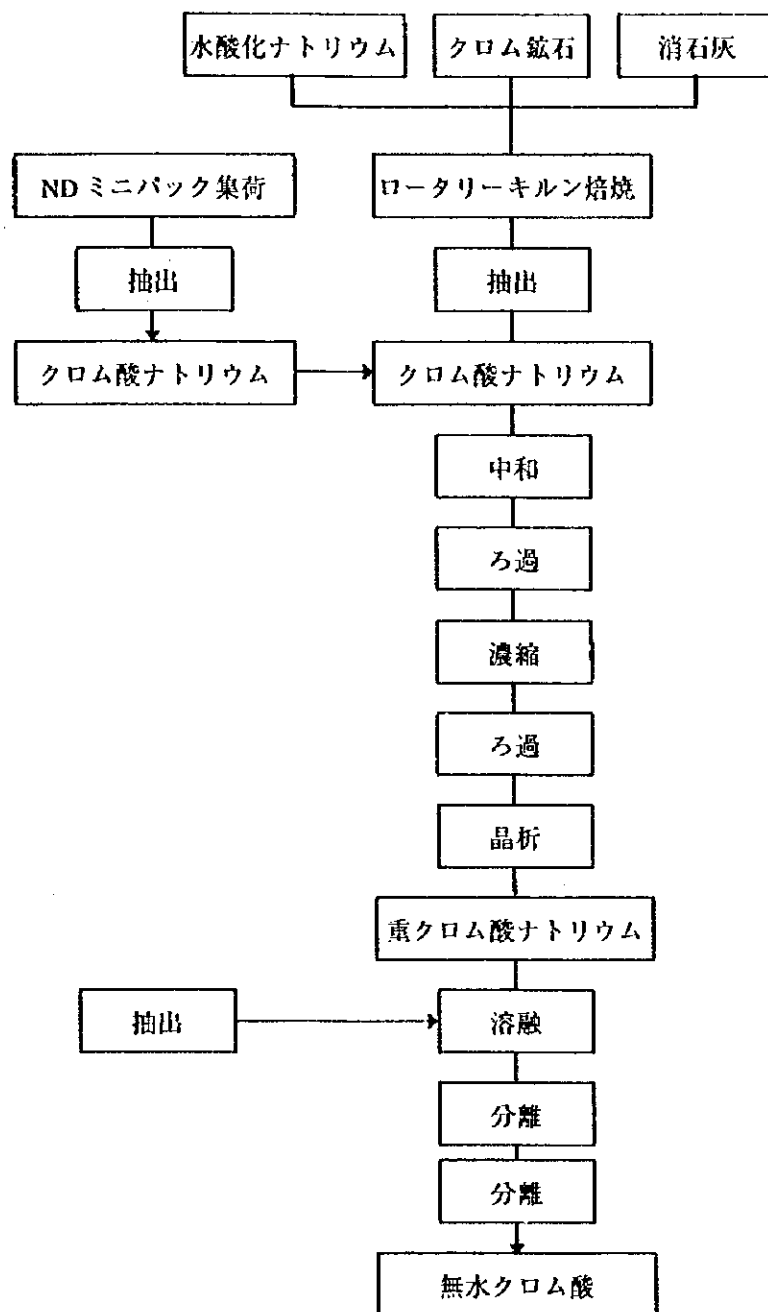 水酸化ナトリウム
クロム鉱石
消石灰
ND ミニパック集荷
ロータリーキルン焙焼
抽出
抽出
クロム酸ナトリウム
クロム酸ナトリウム
中和
ろ過
濃縮
ろ過
晶析
重クロム酸ナトリウム
抽出
溶融
分離
分離
無水クロム酸